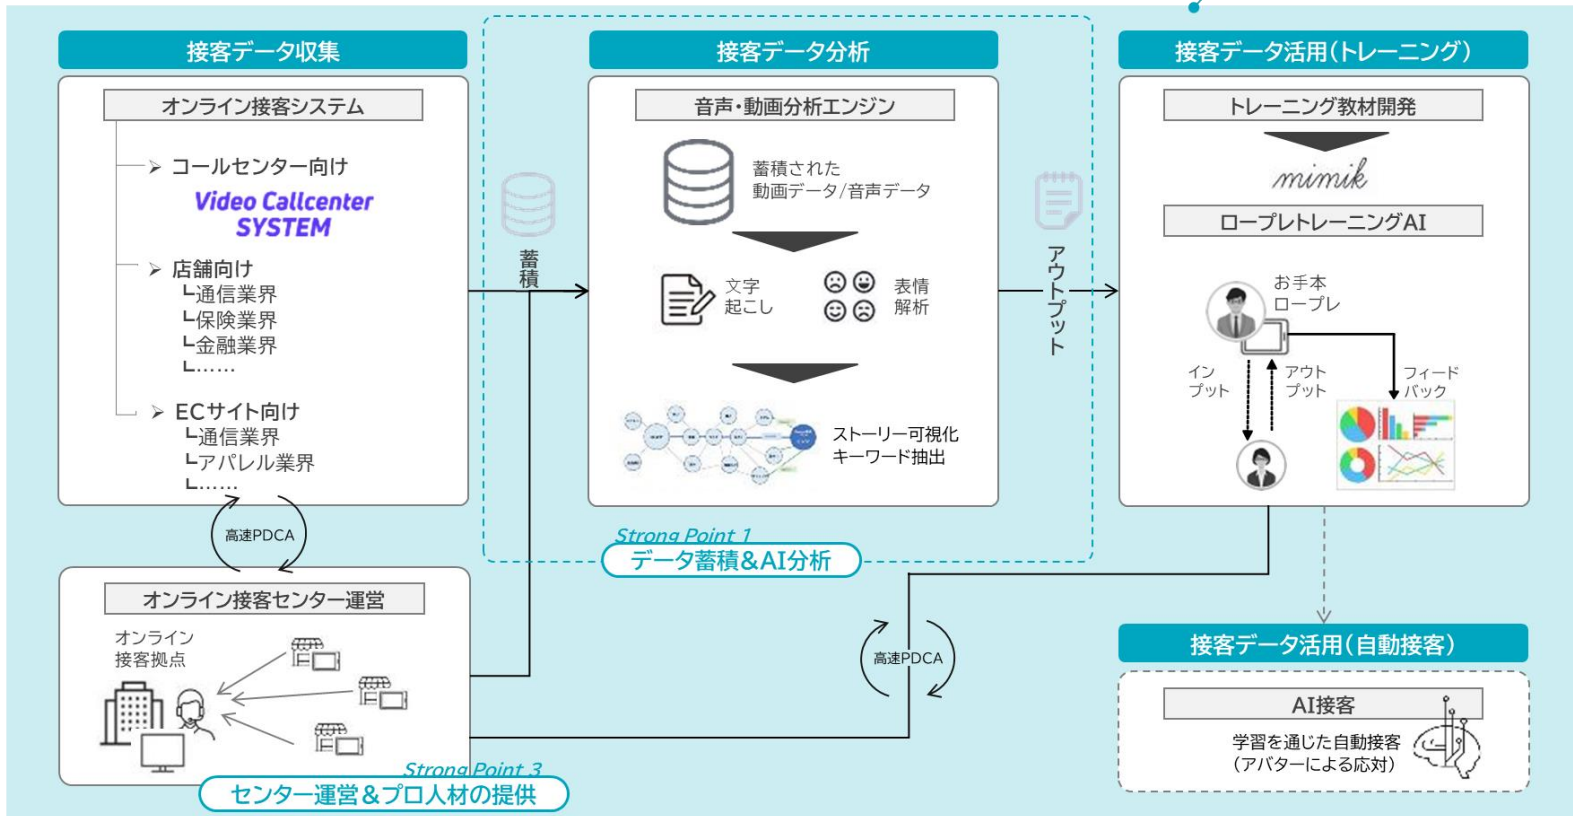 接客データ収集
オンライン接客システム
➢ コールセンター向け
Video Callcenter
SYSTEM
➢ 店舗向け
┗通信業界
┗保険業界
┗金融業界
┗……
➢ ECサイト向け
┗通信業界
┗アパレル業界
┗……
高速PDCA
オンライン接客センター運営
オンライン
接客拠点
Strong Point 3
センター運営&プロ人材の提供
蓄積
接客データ分析
音声・動画分析エンジン
蓄積された
動画データ/音声データ
文字
起こし
表情
解析
ストーリー可視化
キーワード抽出
Strong Point 1
データ蓄積&AI分析
アウトプット
高速PDCA
接客データ活用(トレーニング)
トレーニング教材開発
mimik
ロープレトレーニングAI
お手本
ロープレ
イン
プット
アウト
プット
フィード
バック
接客データ活用(自動接客)
AI接客
学習を通じた自動接客
(アバターによる応対)